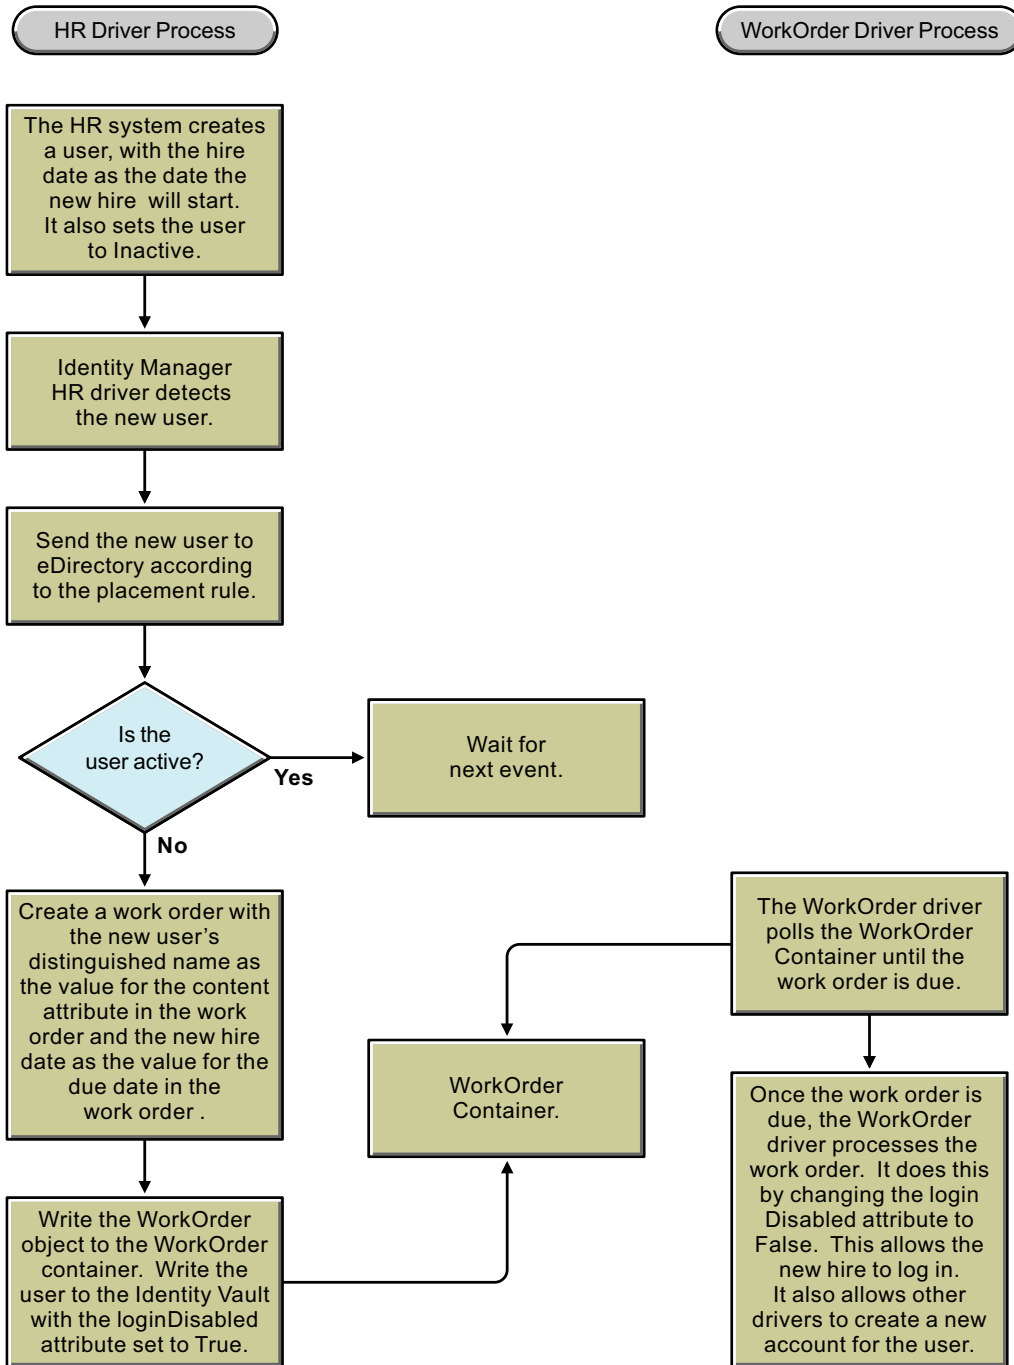 HR Driver Process
WorkOrder Driver Process
The HR system creates
a user, with the hire
date as the date the
new hire will start.
It also sets the user
to Inactive.
Identity Manager
HR driver detects
the new user.
Send the new user to
eDirectory according
to the placement rule.
Is the
user active?
Yes
Wait for
next event.
No
Create a work order with
the new user’s
distinguished name as
the value for the content
attribute in the work
order and the new hire
date as the value for the
due date in the
work order .
Write the WorkOrder
object to the WorkOrder
container. Write the
user to the Identity Vault
with the loginDisabled
attribute set to True.
WorkOrder
Container.
The WorkOrder driver
polls the WorkOrder
Container until the
work order is due.
Once the work order is
due, the WorkOrder
driver processes the
work order. It does this
by changing the login
Disabled attribute to
False. This allows the
new hire to log in.
It also allows other
drivers to create a new
account for the user.